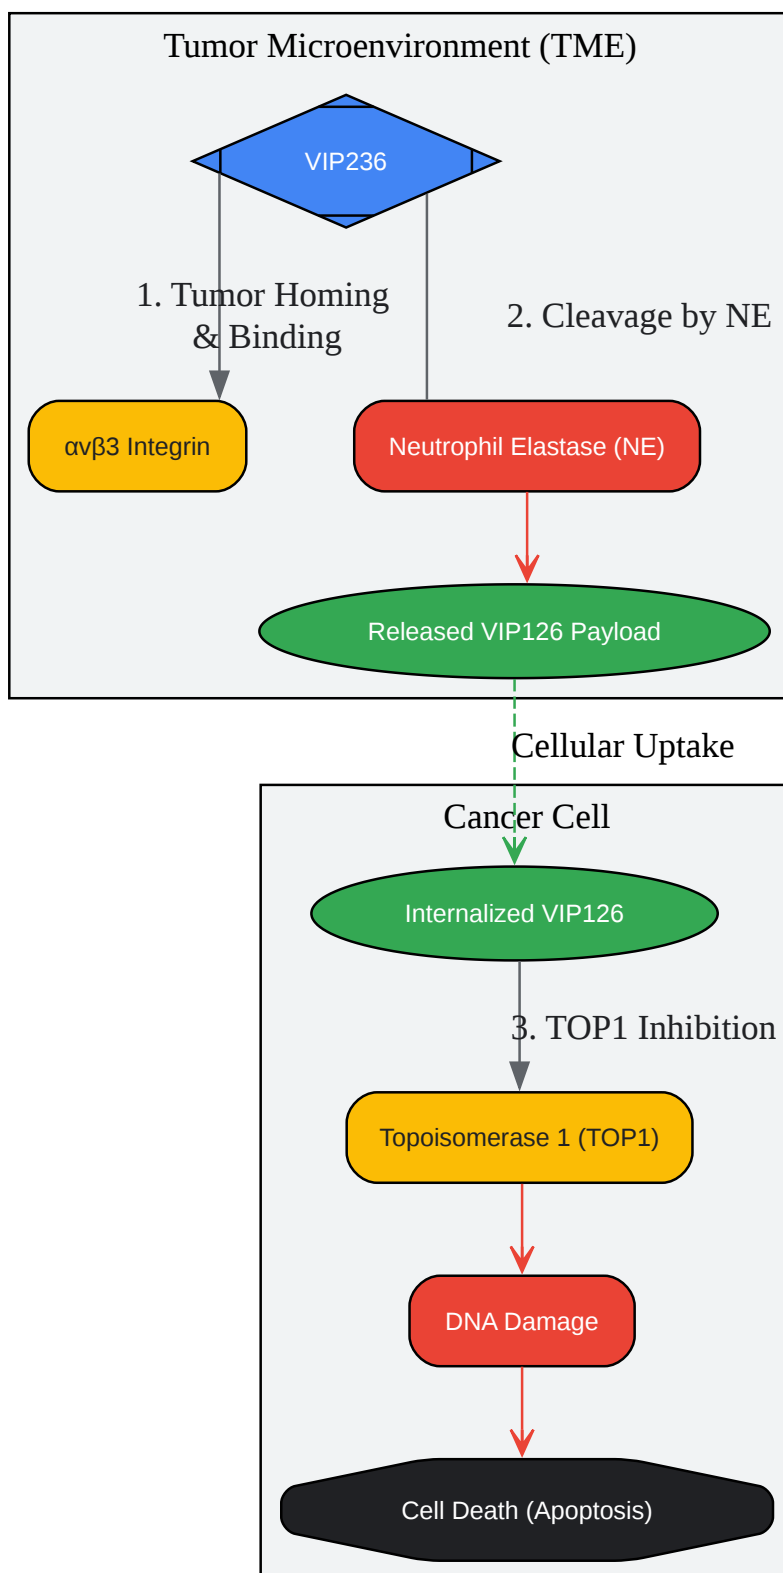 Tumor Microenvironment (TME)
VIP236
1. Tumor Homing
& Binding
2. Cleavage by NE
αvβ3 Integrin
Neutrophil Elastase (NE)
Released VIP126 Payload
Cellular Uptake
Cancer Cell
Internalized VIP126
3. TOP1 Inhibition
Topoisomerase 1 (TOP1)
DNA Damage
Cell Death (Apoptosis)